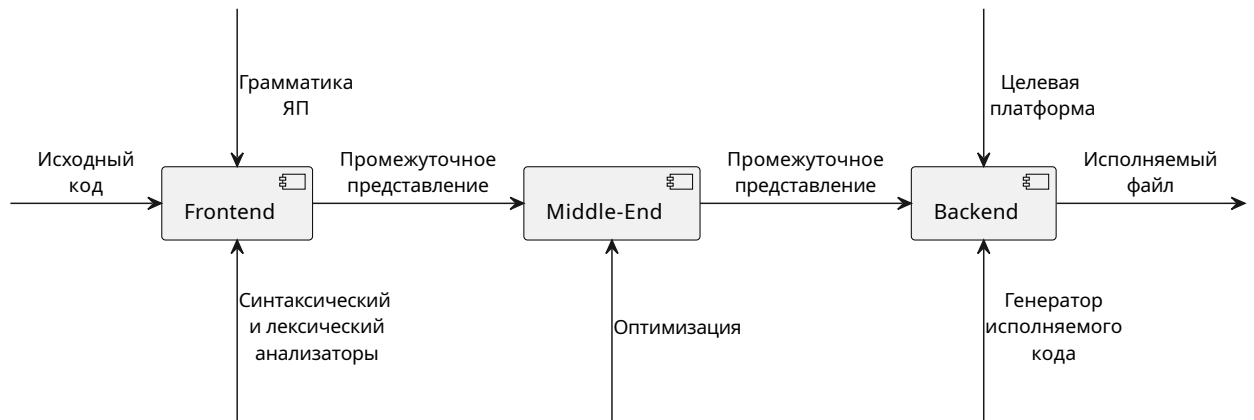 Грамматика
ЯП
Целевая
платформа
Исходный
код
Промежуточное
представление
Промежуточное
представление
Исполняемый
файл
Frontend
Middle-End
Backend
Синтаксический
и лексический
анализаторы
Оптимизация
Генератор
исполняемого
кода